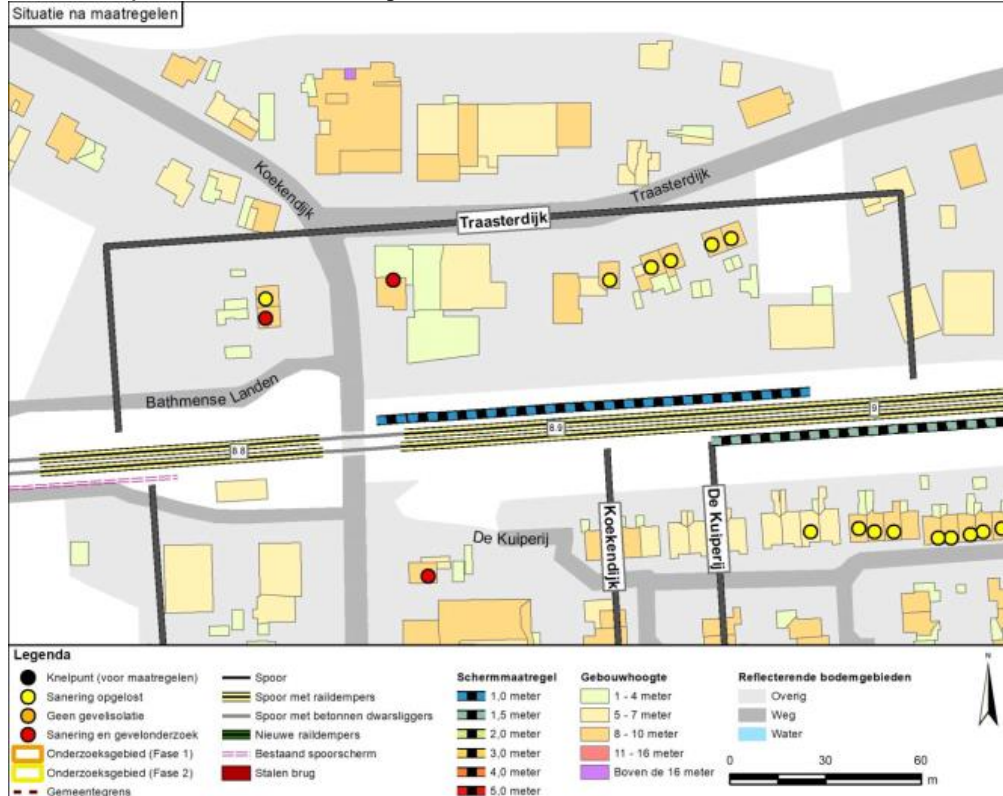 Situatie na maatregelen
Koekendijk
Traasterdijk
Traasterdijk
Bathmense Landen
8.8
8.9
9
De Kuiperij
Koekendijk
De Kuiperij
Legenda
Knelpunt (voor maatregelen)
Sanering opgelost
Geen gevelisolatie
Sanering en gevelonderzoek
Onderzoeksgebied (Fase 1)
Onderzoeksgebied (Fase 2)
Gemeentegrens
Spoor
Spoor met raildempers
Spoor met betonnen dwarsliggers
Nieuwe raildempers
Bestaand spoorscherm
Stalen brug
Schermmaatregel
1,0 meter
1,5 meter
2,0 meter
3,0 meter
4,0 meter
5,0 meter
Gebouwhoogte
1 - 4 meter
5 - 7 meter
8 - 10 meter
11 - 16 meter
Boven de 16 meter
Reflecterende bodemgebieden
Overig
Weg
Water
N
0 30 60
m